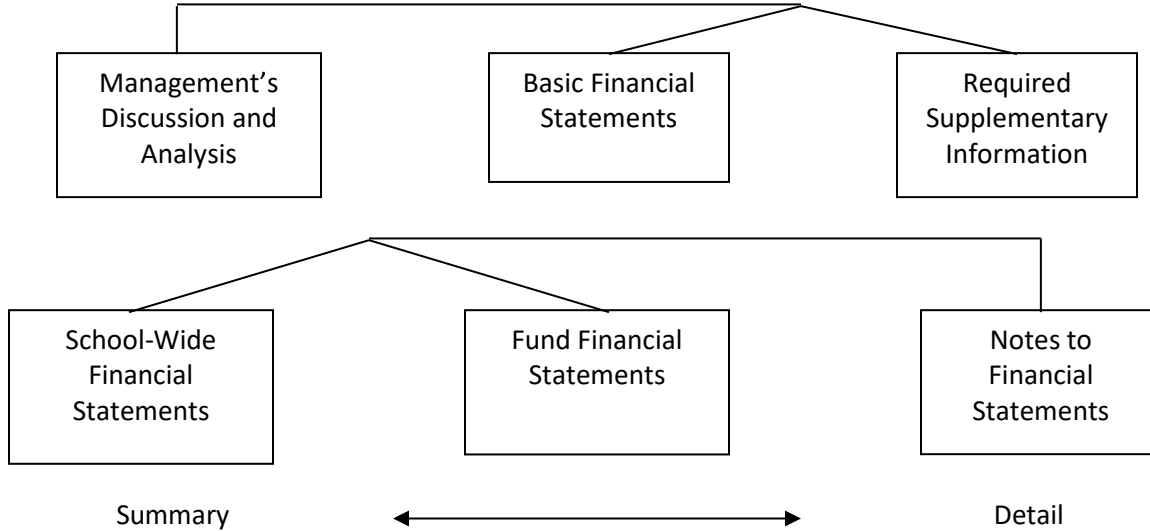 Management’s
Discussion and
Analysis
Basic Financial
Statements
Required
Supplementary
Information
School-Wide
Financial
Statements
Fund Financial
Statements
Notes to
Financial
Statements
Summary
Detail